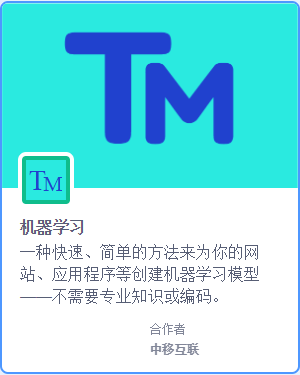 TM
TM
机器学习
一种快速、简单的方法来为你的网
站、应用程序等创建机器学习模型
——不需要专业知识或编码。
合作者
中移互联